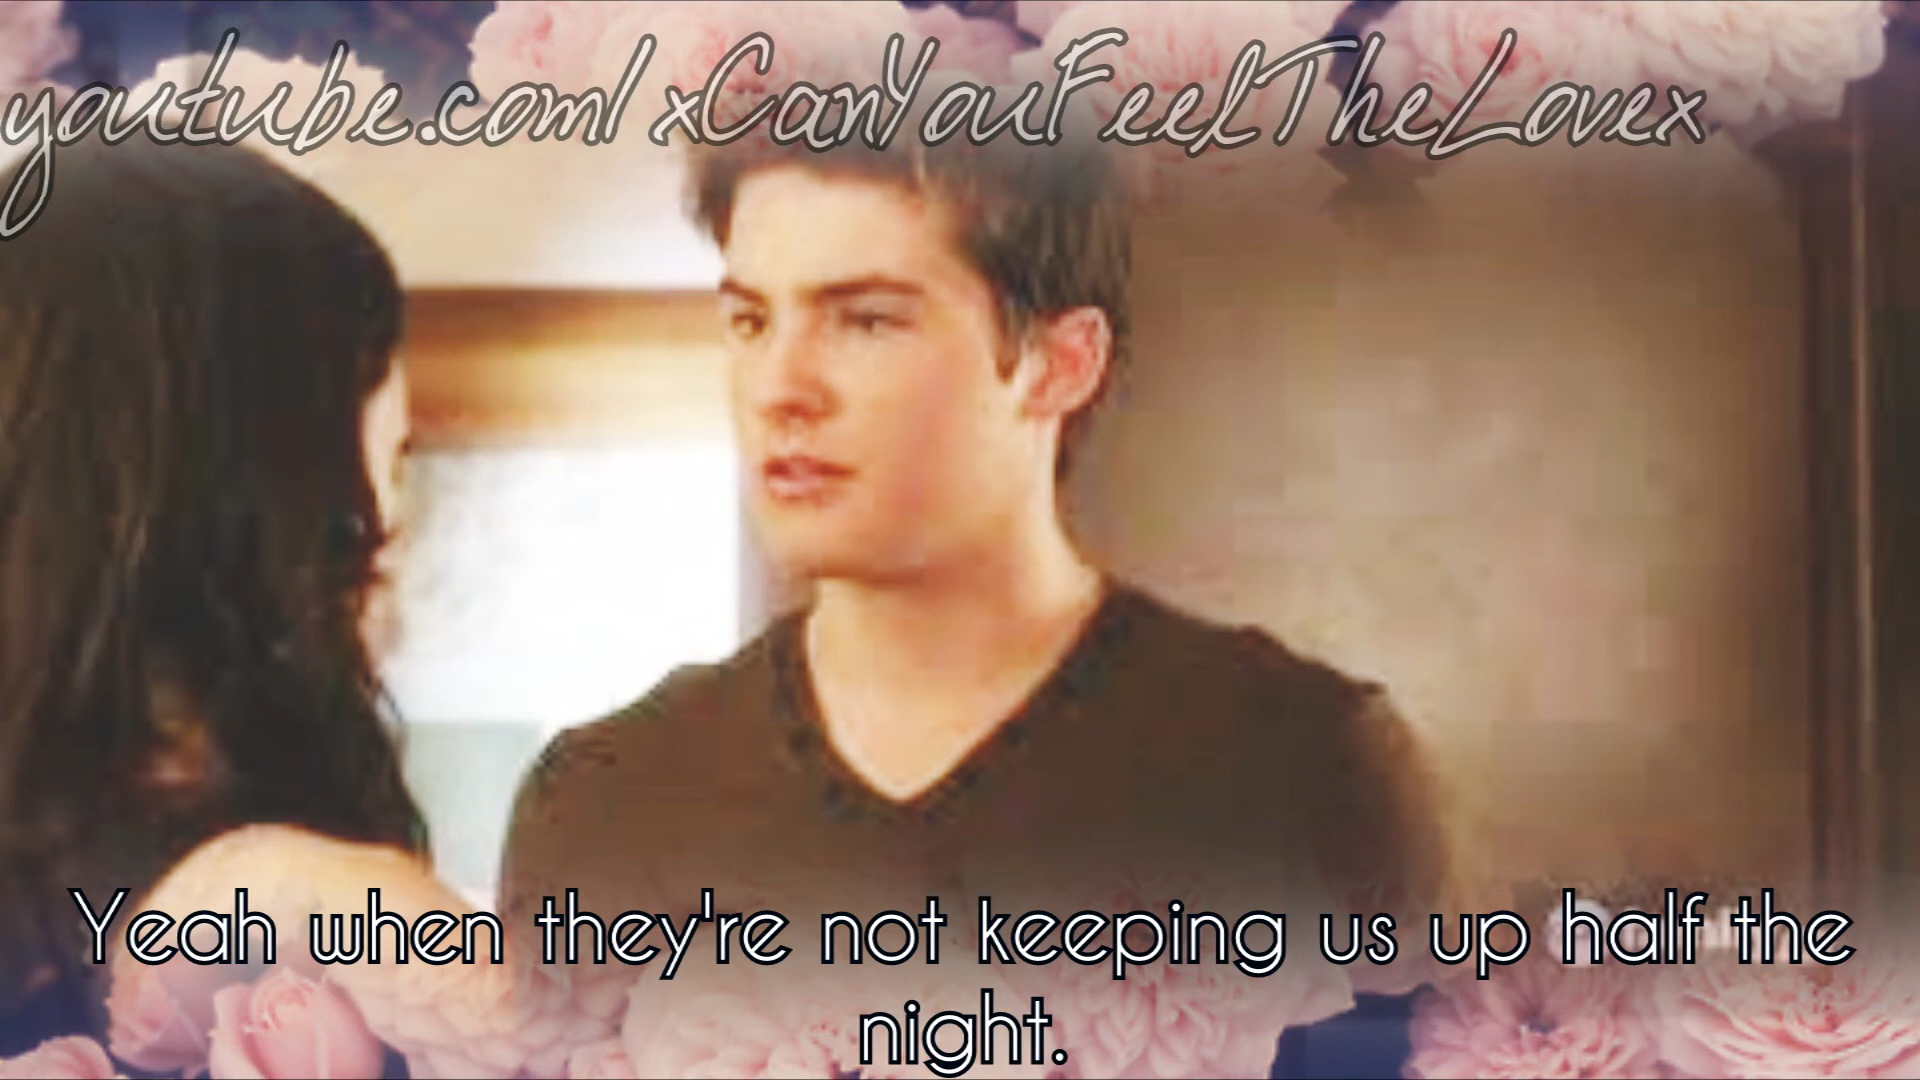 youtube.com/xCanYouFeelTheLovex
Yeah when they're not keeping us up half the
night.